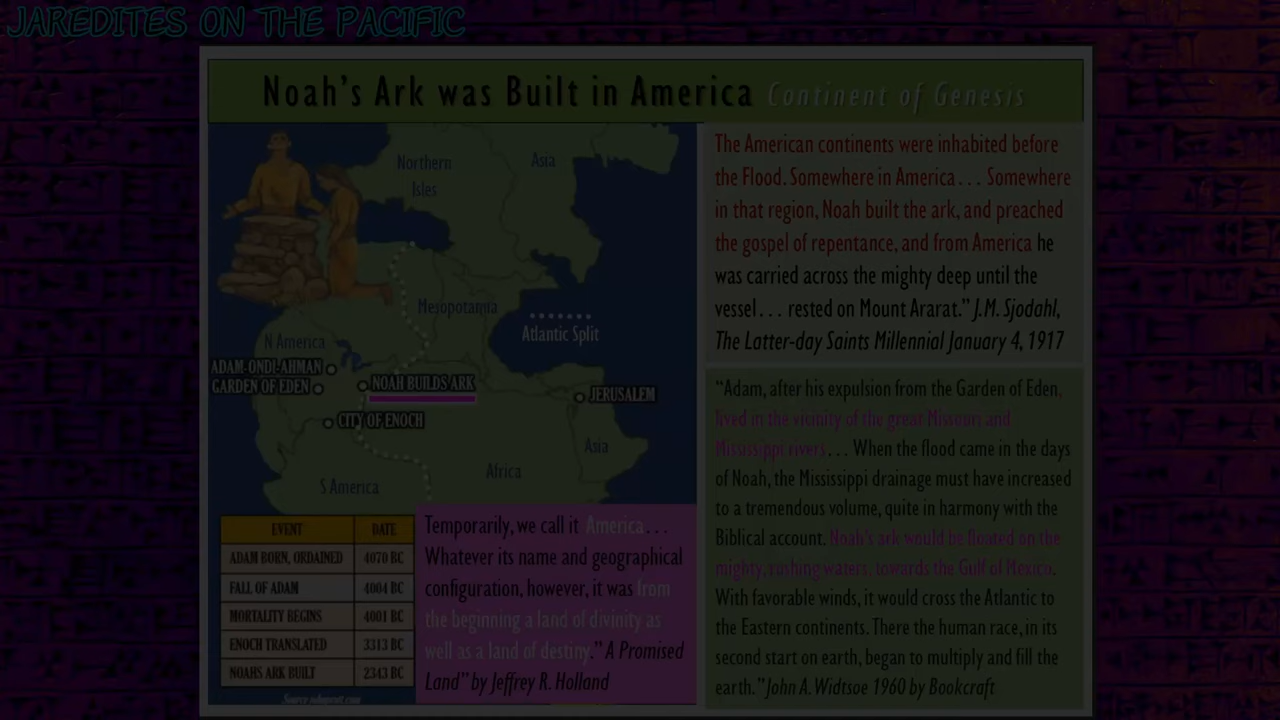 JAREDITES ON THE PACIFIC
Noah's Ark was Built in America Continent of Genesis
Northern
Isles
Asia
Mesopotamia
Atlantic Split
N America
ADAM-ONDI-AHMAN
GARDEN OF EDEN
NOAH BUILDS ARK
JERUSALEM
CITY OF ENOCH
Asia
Africa
S America
EVENT DATE
ADAM BORN, ORDAINED 4070 BC
FALL OF ADAM 4004 BC
MORTALITY BEGINS 4001 BC
ENOCH TRANSLATED 3313 BC
NOAHS ARK BUILT 2343 BC
Temporarily, we call it America...
Whatever its name and geographical
configuration, however, it was from
the beginning a land of divinity as
well as a land of destiny." A Promised
Land" by Jeffrey R. Holland
The American continents were inhabited before
the Flood. Somewhere in America... Somewhere
in that region, Noah built the ark, and preached
the gospel of repentance, and from America he
was carried across the mighty deep until the
vessel... rested on Mount Ararat." J.M. Sjodahl,
The Latter-day Saints Millennial January 4, 1917
"Adam, after his expulsion from the Garden of Eden,
lived in the vicinity of the great Missouri and
Mississippi rivers... When the flood came in the days
of Noah, the Mississippi drainage must have increased
to a tremendous volume, quite in harmony with the
Biblical account. Noah's ark would be floated on the
mighty, rushing waters, towards the Gulf of Mexico.
With favorable winds, it would cross the Atlantic to
the Eastern continents. There the human race, in its
second start on earth, began to multiply and fill the
earth." John A. Widtsoe 1960 by Bookcraft